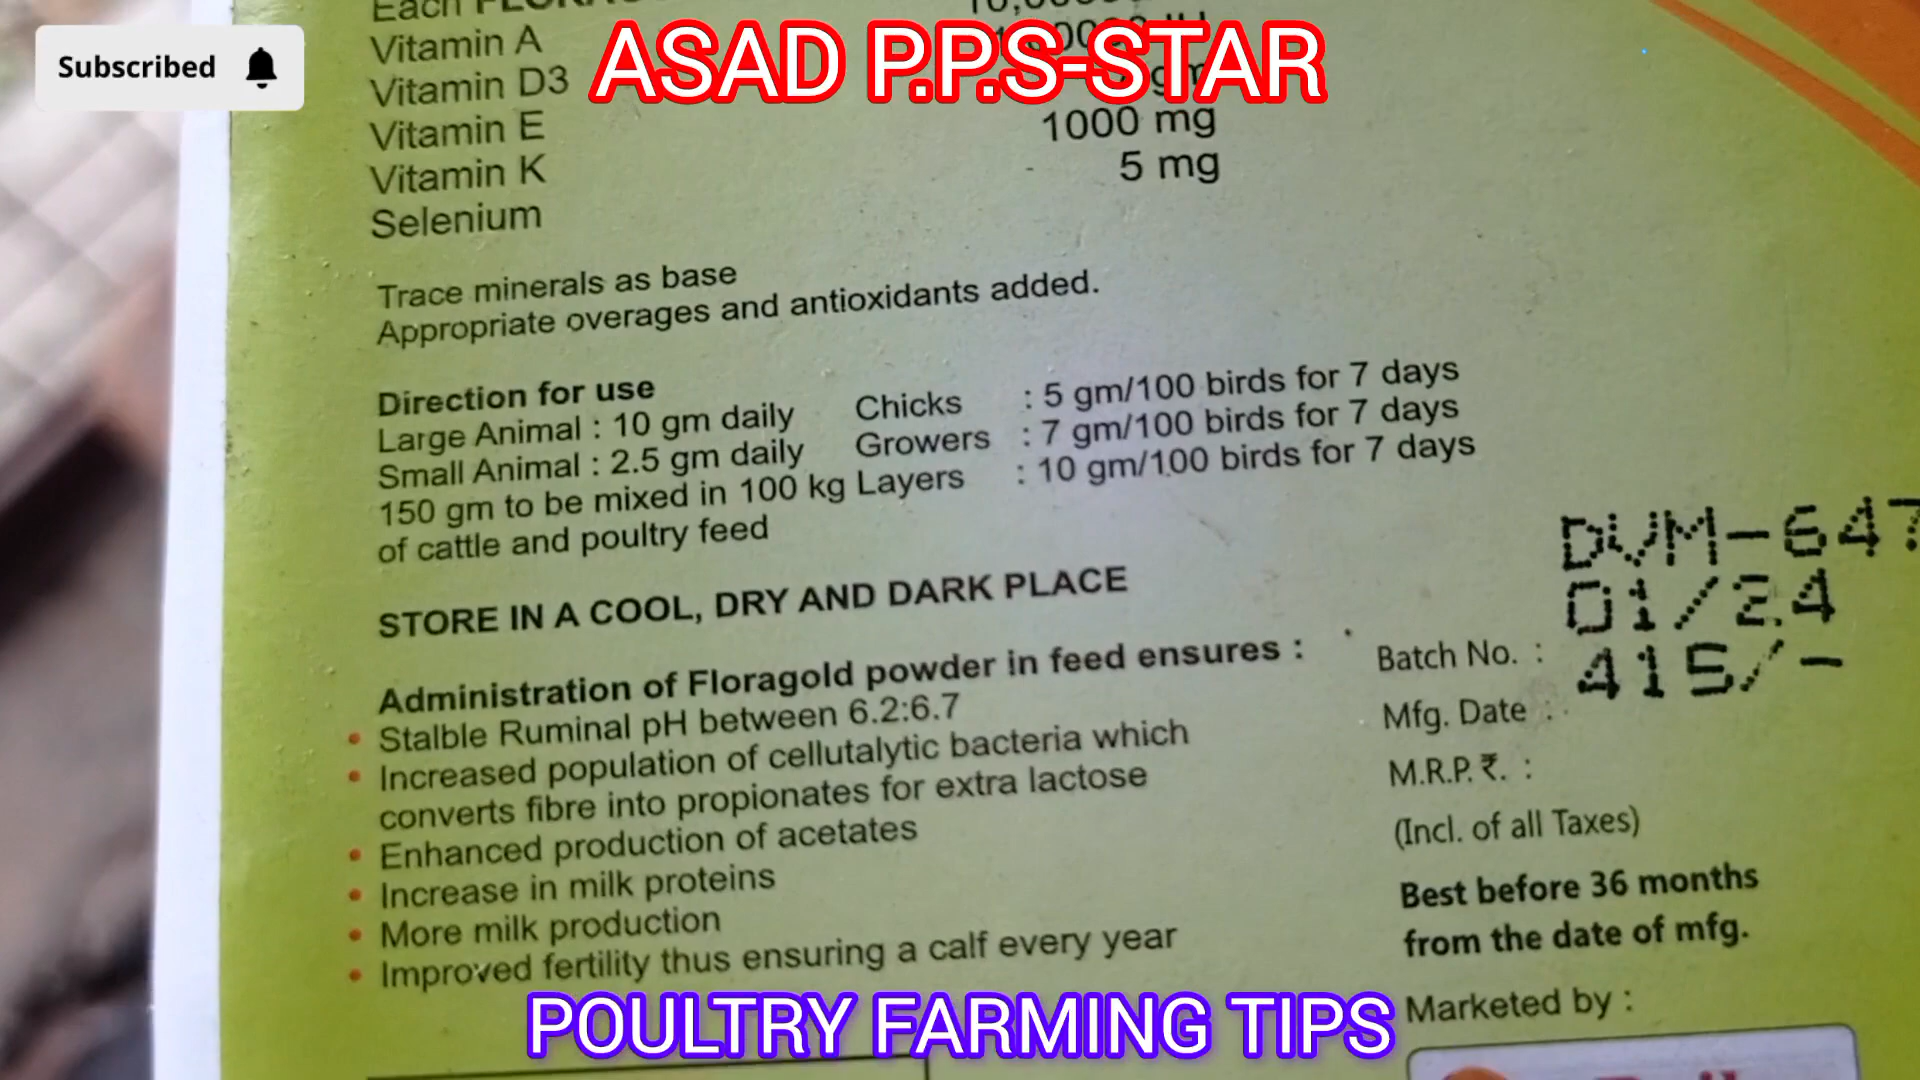 Subscribed
ASAD P.P.S-STAR
Each
Vitamin A
Vitamin D3
Vitamin E 1000 mg
Vitamin K 5 mg
Selenium
Trace minerals as base
Appropriate overages and antioxidants added.
Direction for use
Large Animal : 10 gm daily Chicks : 5 gm/100 birds for 7 days
Small Animal : 2.5 gm daily Growers : 7 gm/100 birds for 7 days
150 gm to be mixed in 100 kg Layers : 10 gm/100 birds for 7 days
of cattle and poultry feed
STORE IN A COOL, DRY AND DARK PLACE
Administration of Floragold powder in feed ensures :
• Stalble Ruminal pH between 6.2:6.7
• Increased population of cellutalytic bacteria which
converts fibre into propionates for extra lactose
• Enhanced production of acetates
• Increase in milk proteins
• More milk production
• Improved fertility thus ensuring a calf every year
DVM-647
01/24
415/-
Batch No. :
Mfg. Date :
M.R.P. ₹. :
(Incl. of all Taxes)
Best before 36 months
from the date of mfg.
Marketed by :
POULTRY FARMING TIPS